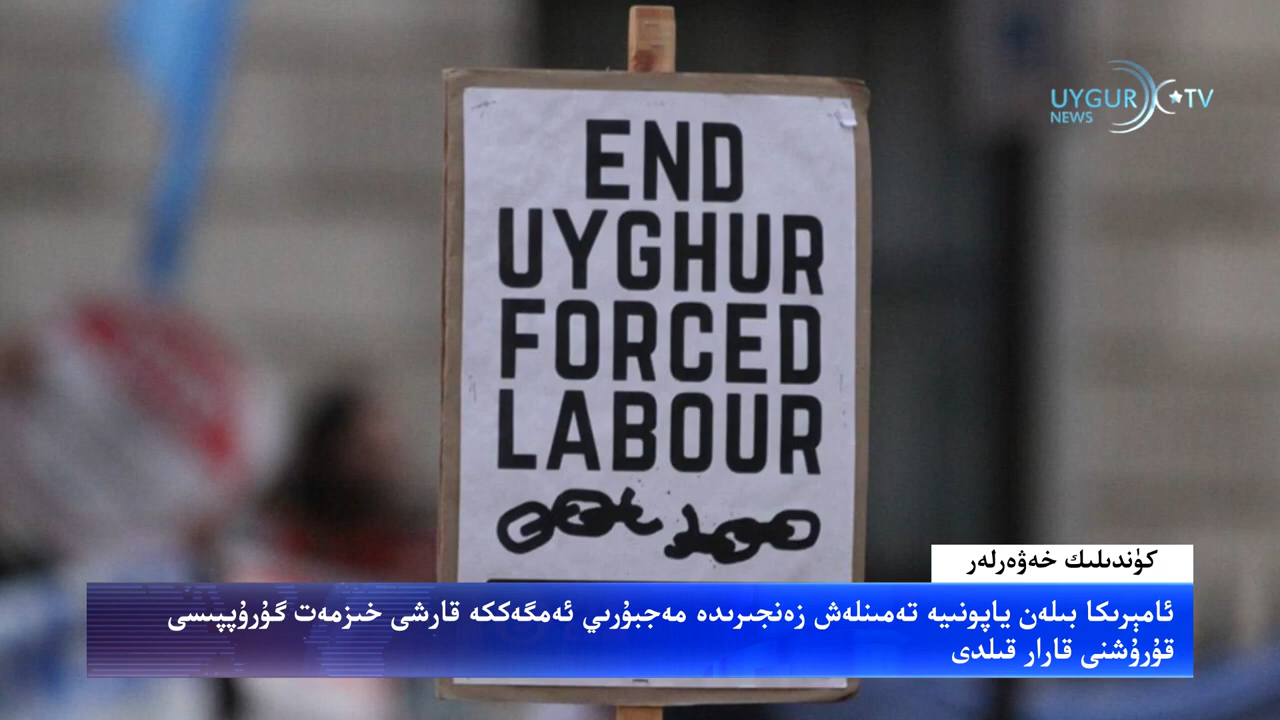 END
UYGHUR
FORCED
LABOUR
UYGUR TV
NEWS
كۈندىلىك خەۋەرلەر
ئامېرىكا بىلەن ياپونىيە تەمىنلەش زەنجىرىدە مەجبۇرىي ئەمگەككە قارشى خىزمەت گۇرۇپپىسى
قۇرۇشنى قارار قىلدى